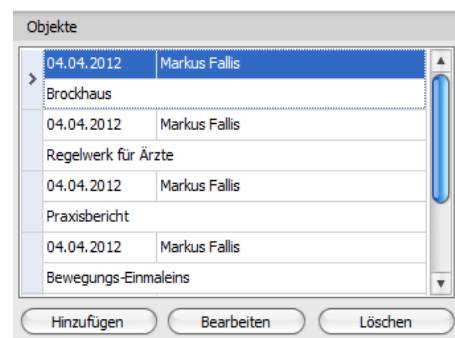 Objekte
04.04.2012 Markus Fallis
Brockhaus
04.04.2012 Markus Fallis
Regelwerk für Ärzte
04.04.2012 Markus Fallis
Praxisbericht
04.04.2012 Markus Fallis
Bewegungs-Einmaleins
Hinzufügen Bearbeiten Löschen